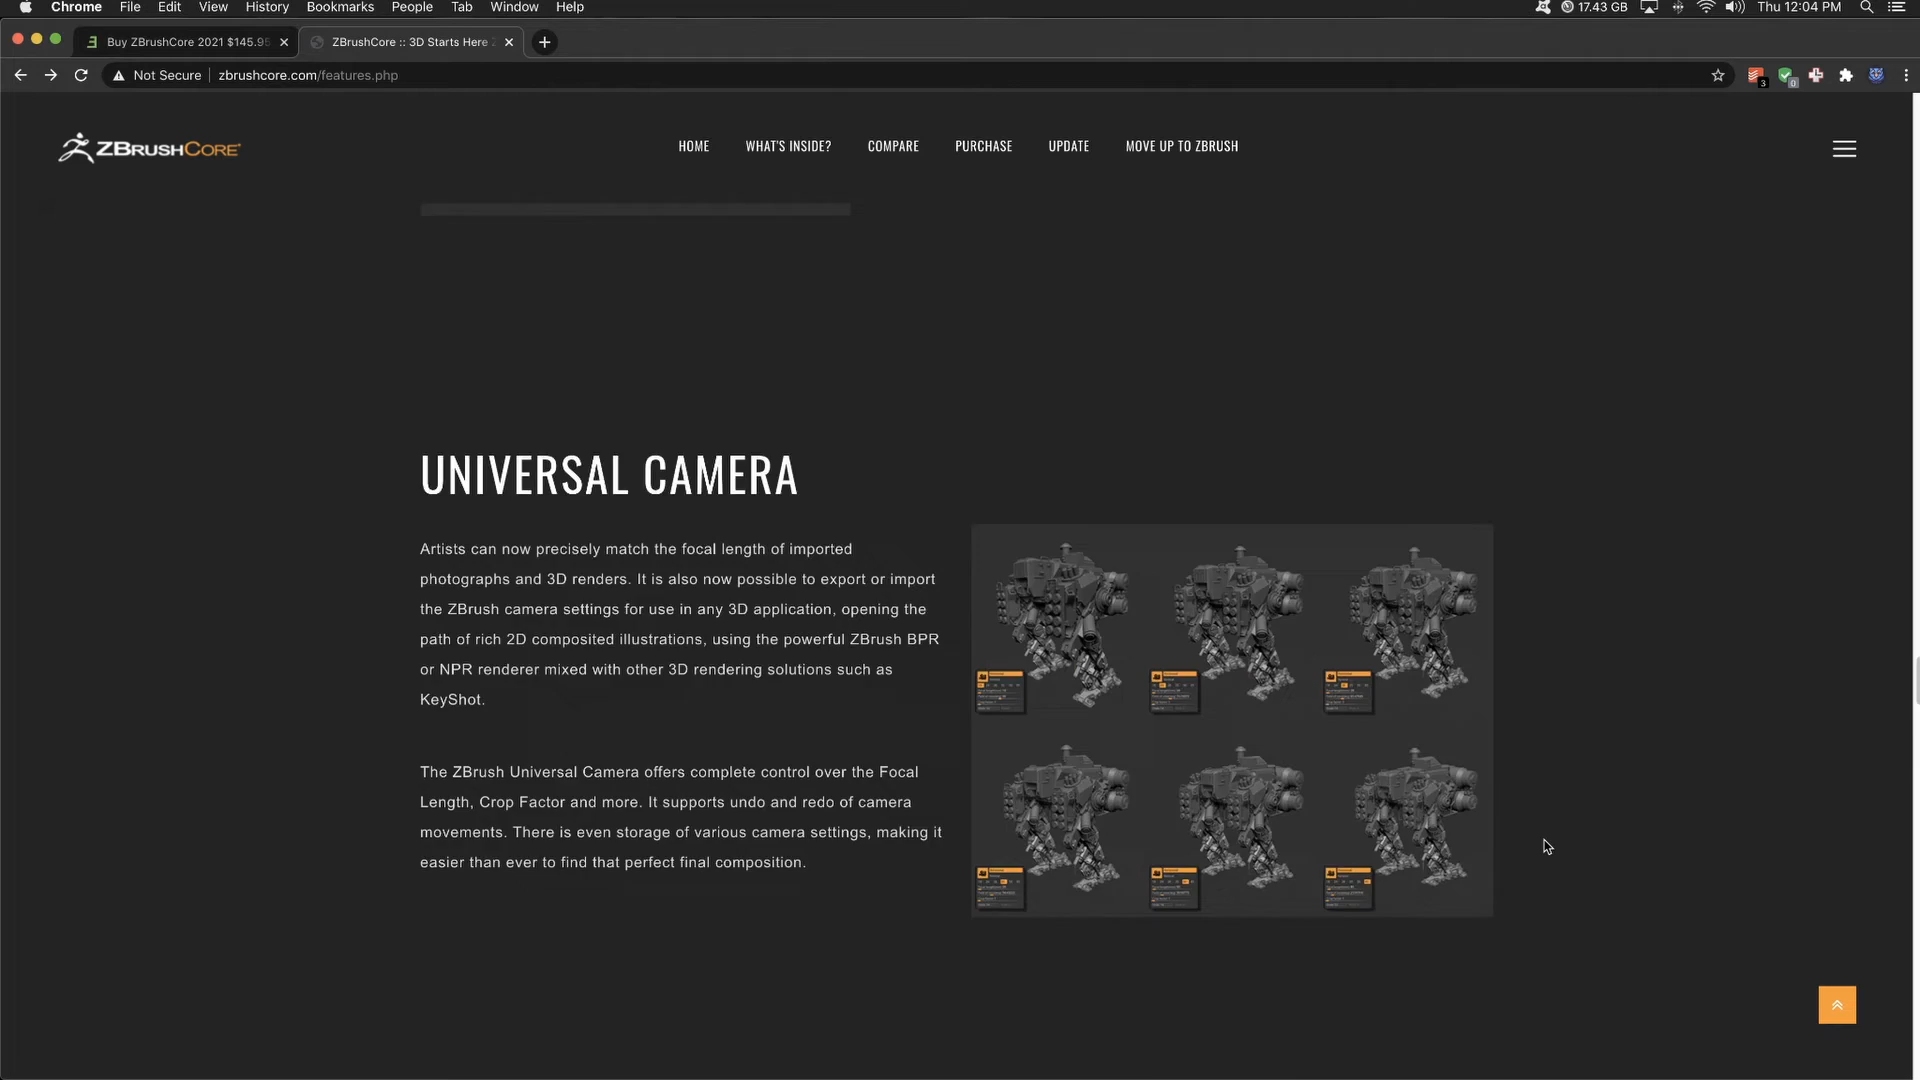 Chrome File Edit View History Bookmarks People Tab Window Help 17.43 GB Thu 12:04 PM
Buy ZBrushCore 2021 $145.95 ZBrushCore :: 3D Starts Here
Not Secure zbrushcore.com/features.php 3 0
ZBRUSHCORE HOME WHAT'S INSIDE? COMPARE PURCHASE UPDATE MOVE UP TO ZBRUSH
UNIVERSAL CAMERA
Artists can now precisely match the focal length of imported
photographs and 3D renders. It is also now possible to export or import
the ZBrush camera settings for use in any 3D application, opening the
path of rich 2D composited illustrations, using the powerful ZBrush BPR
or NPR renderer mixed with other 3D rendering solutions such as
KeyShot.
The ZBrush Universal Camera offers complete control over the Focal
Length, Crop Factor and more. It supports undo and redo of camera
movements. There is even storage of various camera settings, making it
easier than ever to find that perfect final composition.